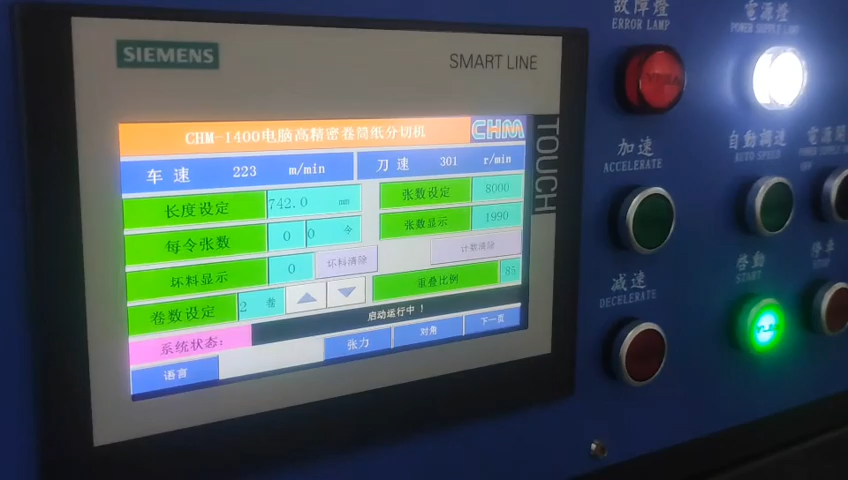 SIEMENS
SMART LINE
TOUCH
CHM-1400电脑高精密卷筒纸分切机 CHM
车 速 223 m/min 刀 速 301 r/min
长度设定 742.0 mm 张数设定 8000
每令张数 0 0 令 张数显示 1990
坏料显示 0 坏料清除 计数清除
卷数设定 2 卷 重叠比例 85
系统状态: 启动运行中 !
语言 张力 对角 下一页
故障燈
ERROR LAMP
電源燈
POWER SUPPLY LAMP
加速
ACCELERATE
自動調速
AUTO SPEED
電源
POWER SUPPLY
OFF
减速
DECELERATE
啓動
START
停止
STOP